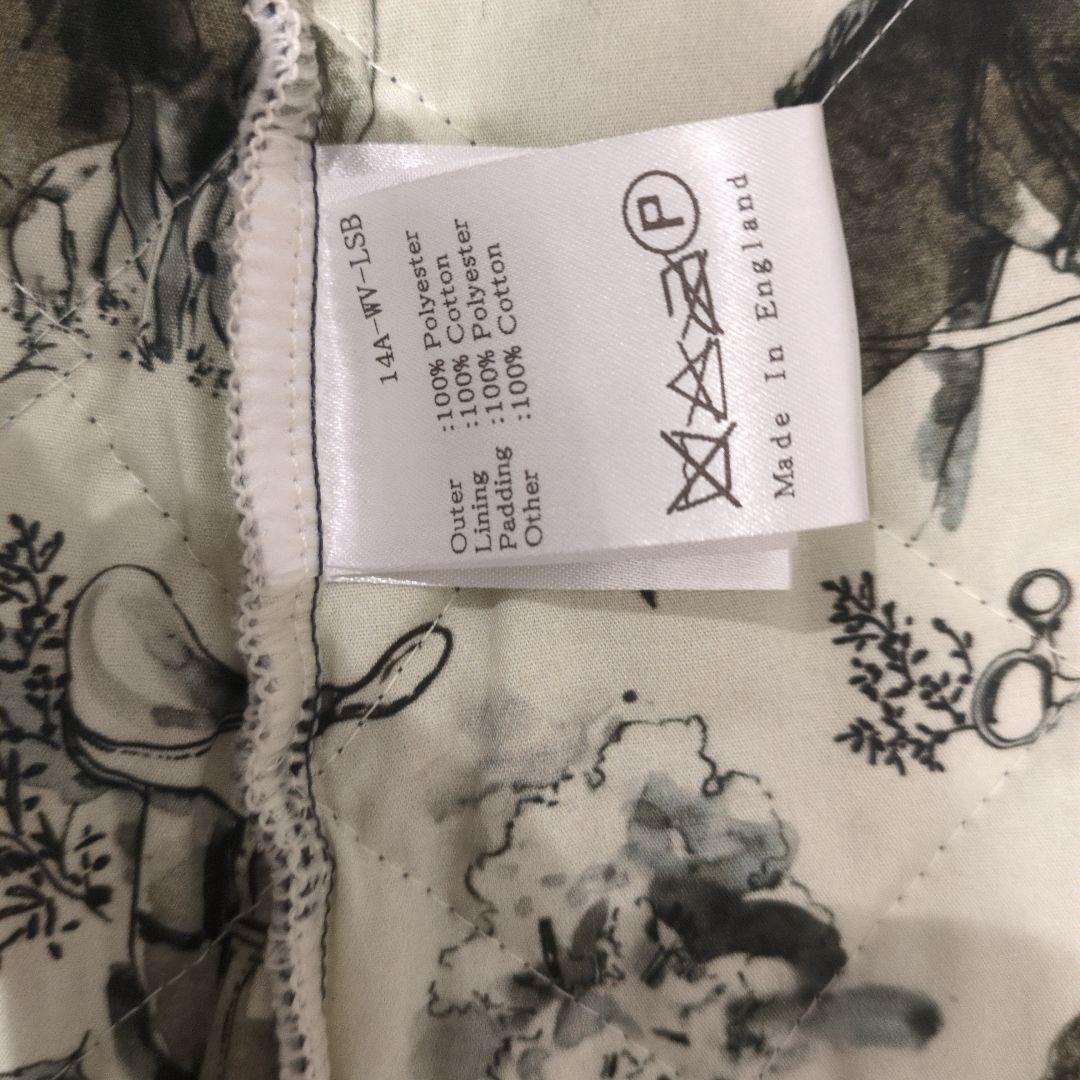 14A-WV-LSB
Outer :100% Polyester
Lining :100% Cotton
Padding :100% Polyester
Other :100% Cotton
P
Made In England